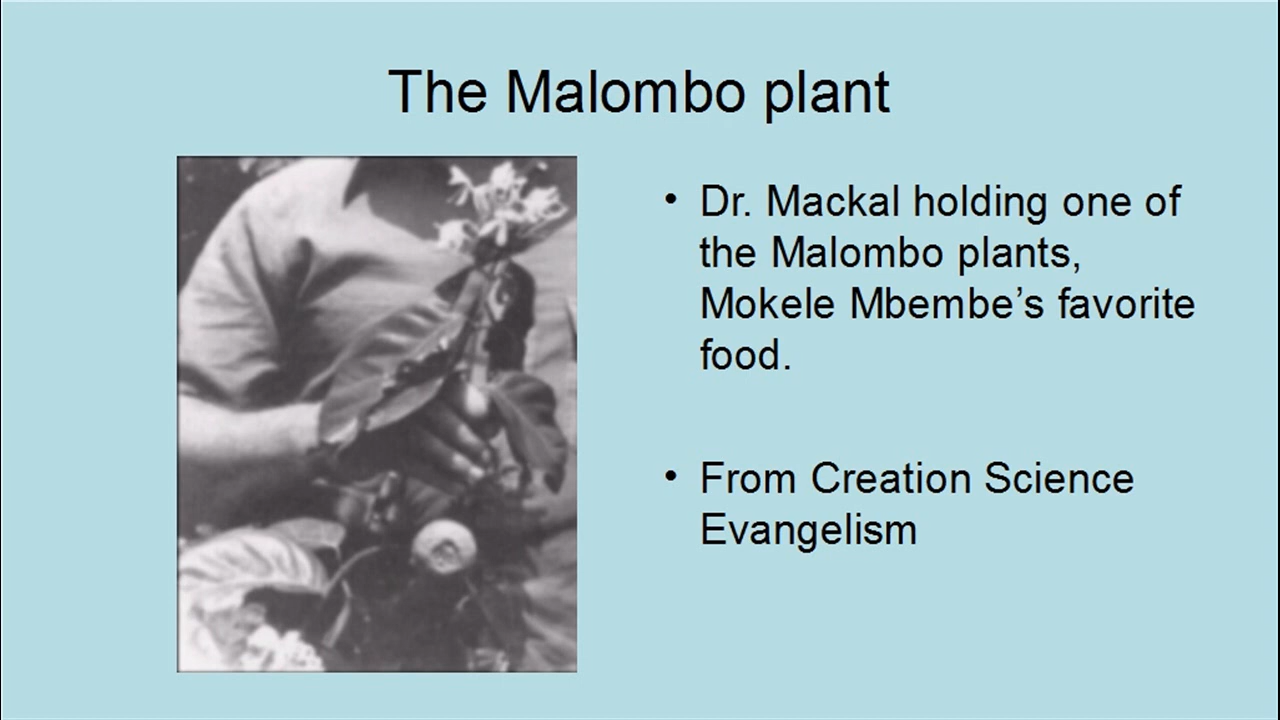 The Malombo plant
• Dr. Mackal holding one of
the Malombo plants,
Mokele Mbembe’s favorite
food.
• From Creation Science
Evangelism